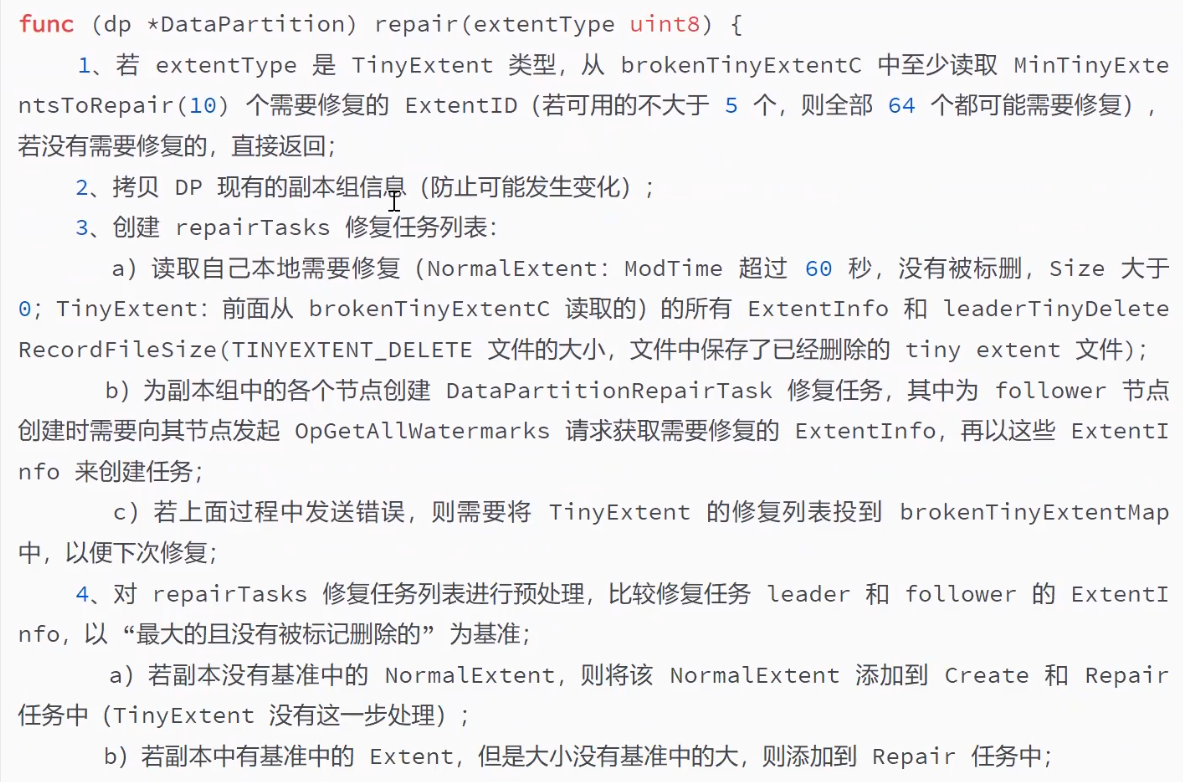 func (dp *DataPartition) repair(extentType uint8) {
1、若 extentType 是 TinyExtent 类型，从 brokenTinyExtentC 中至少读取 MinTinyExte
ntsToRepair(10) 个需要修复的 ExtentID（若可用的不大于 5 个，则全部 64 个都可能需要修复），
若没有需要修复的，直接返回；
2、拷贝 DP 现有的副本组信息（防止可能发生变化）；
3、创建 repairTasks 修复任务列表：
a）读取自己本地需要修复（NormalExtent：ModTime 超过 60 秒，没有被标删，Size 大于
0；TinyExtent：前面从 brokenTinyExtentC 读取的）的所有 ExtentInfo 和 leaderTinyDelete
RecordFileSize(TINYEXTENT_DELETE 文件的大小，文件中保存了已经删除的 tiny extent 文件)；
b）为副本组中的各个节点创建 DataPartitionRepairTask 修复任务，其中为 follower 节点
创建时需要向其节点发起 OpGetAllWatermarks 请求获取需要修复的 ExtentInfo，再以这些 ExtentI
nfo 来创建任务；
c）若上面过程中发送错误，则需要将 TinyExtent 的修复列表投到 brokenTinyExtentMap
中，以便下次修复；
4、对 repairTasks 修复任务列表进行预处理，比较修复任务 leader 和 follower 的 ExtentI
nfo，以 “最大的且没有被标记删除的” 为基准；
a）若副本没有基准中的 NormalExtent，则将该 NormalExtent 添加到 Create 和 Repair
任务中（TinyExtent 没有这一步处理）；
b）若副本中有基准中的 Extent，但是大小没有基准中的大，则添加到 Repair 任务中；